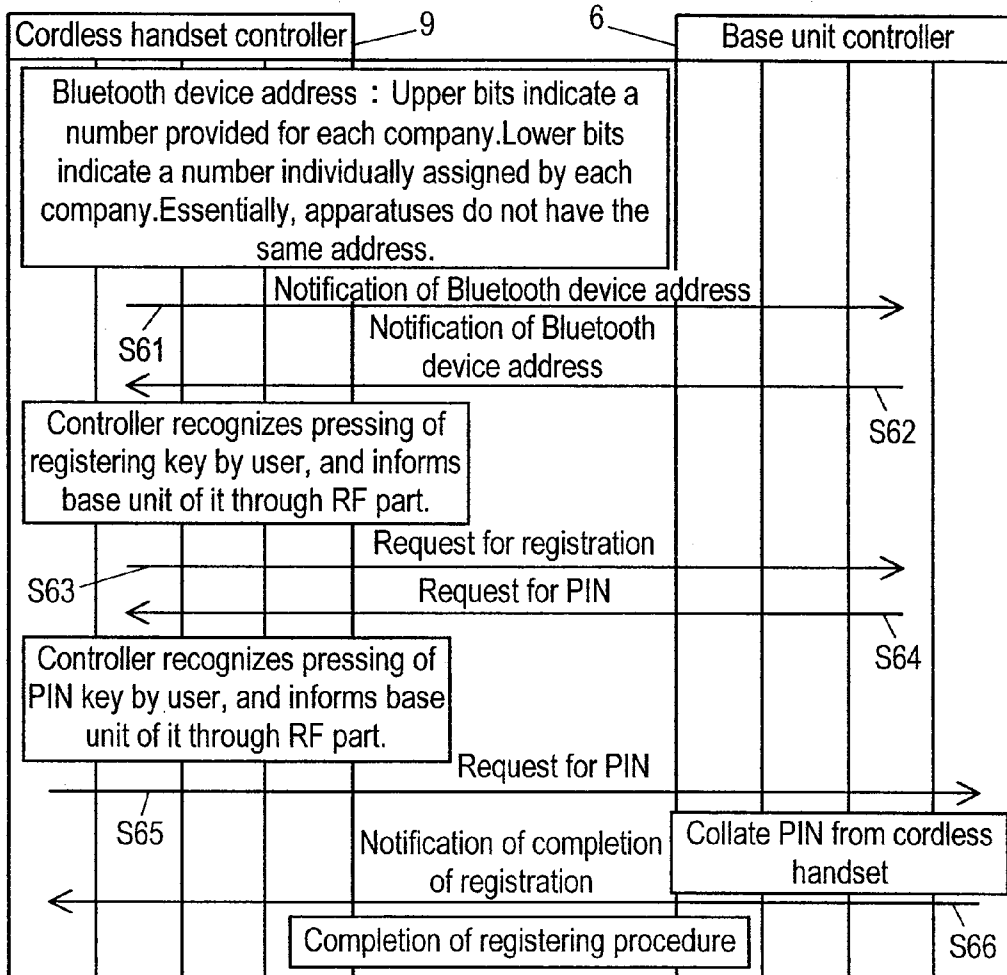 Cordless handset controller
9
6
Base unit controller
Bluetooth device address : Upper bits indicate a
number provided for each company.Lower bits
indicate a number individually assigned by each
company.Essentially, apparatuses do not have the
same address.
Notification of Bluetooth device address
S61
Notification of Bluetooth
device address
S62
Controller recognizes pressing of
registering key by user, and informs
base unit of it through RF part.
Request for registration
S63
Request for PIN
S64
Controller recognizes pressing of
PIN key by user, and informs base
unit of it through RF part.
Request for PIN
S65
Collate PIN from cordless
handset
Notification of completion
of registration
S66
Completion of registering procedure